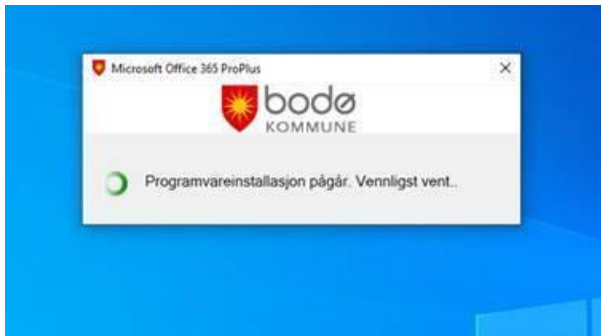 Microsoft Office 365 ProPlus
bodø
KOMMUNE
Programvareinstallasjon pågår. Vennligst vent..